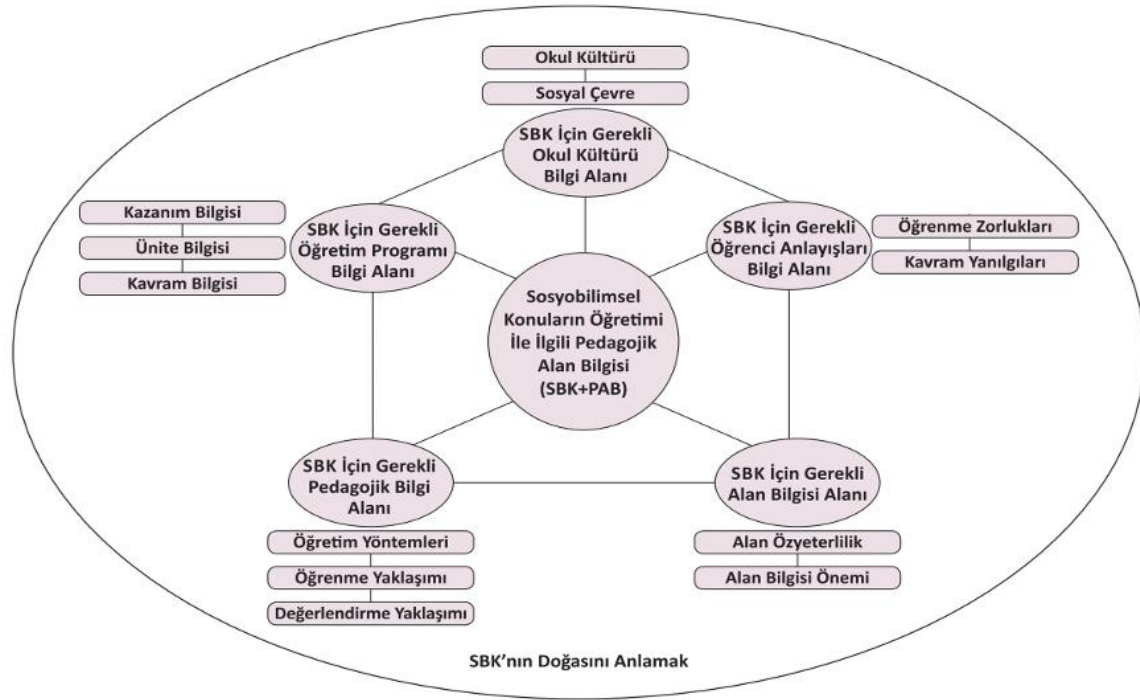 Okul Kültürü
Sosyal Çevre
SBK İçin Gerekli
Okul Kültürü
Bilgi Alanı
Kazanım Bilgisi
Ünite Bilgisi
Kavram Bilgisi
SBK İçin Gerekli
Öğretim Programı
Bilgi Alanı
SBK İçin Gerekli
Öğrenci Anlayışları
Bilgi Alanı
Öğrenme Zorlukları
Kavram Yanılgıları
Sosyobilimsel
Konuların Öğretimi
İle İlgili Pedagojik
Alan Bilgisi
(SBK+PAB)
SBK İçin Gerekli
Pedagojik Bilgi
Alanı
Öğretim Yöntemleri
Öğrenme Yaklaşımı
Değerlendirme Yaklaşımı
SBK İçin Gerekli
Alan Bilgisi Alanı
Alan Özyeterlilik
Alan Bilgisi Önemi
SBK’nın Doğasını Anlamak